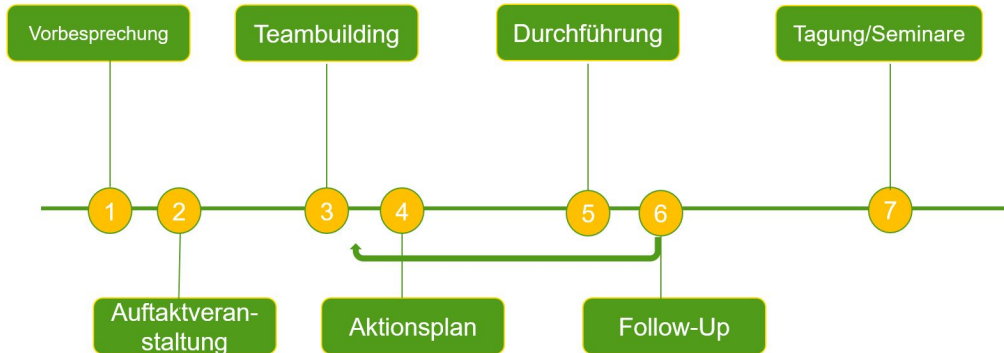 Vorbesprechung
Teambuilding
Durchführung
Tagung/Seminare
1
2
3
4
5
6
7
Auftaktveran-
staltung
Aktionsplan
Follow-Up